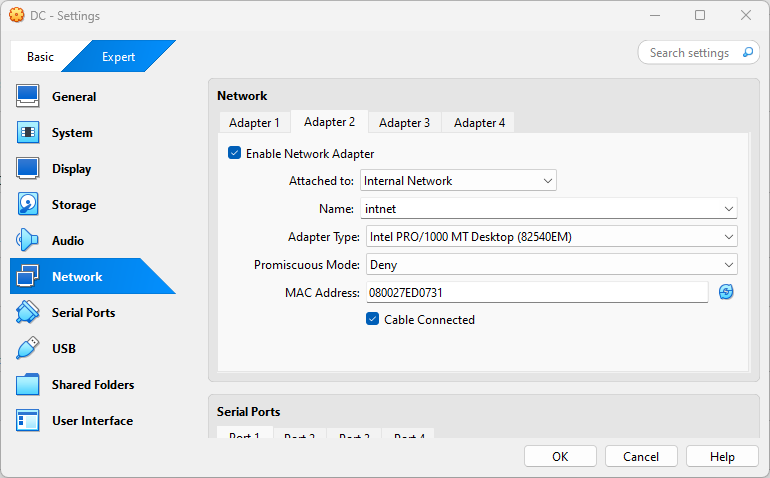 DC - Settings
Basic Expert
Search settings
General
System
Display
Storage
Audio
Network
Serial Ports
USB
Shared Folders
User Interface
Network
Adapter 1 Adapter 2 Adapter 3 Adapter 4
Enable Network Adapter
Attached to: Internal Network
Name: intnet
Adapter Type: Intel PRO/1000 MT Desktop (82540EM)
Promiscuous Mode: Deny
MAC Address: 080027ED0731
Cable Connected
Serial Ports
Port 1 Port 2 Port 3 Port 4
OK Cancel Help